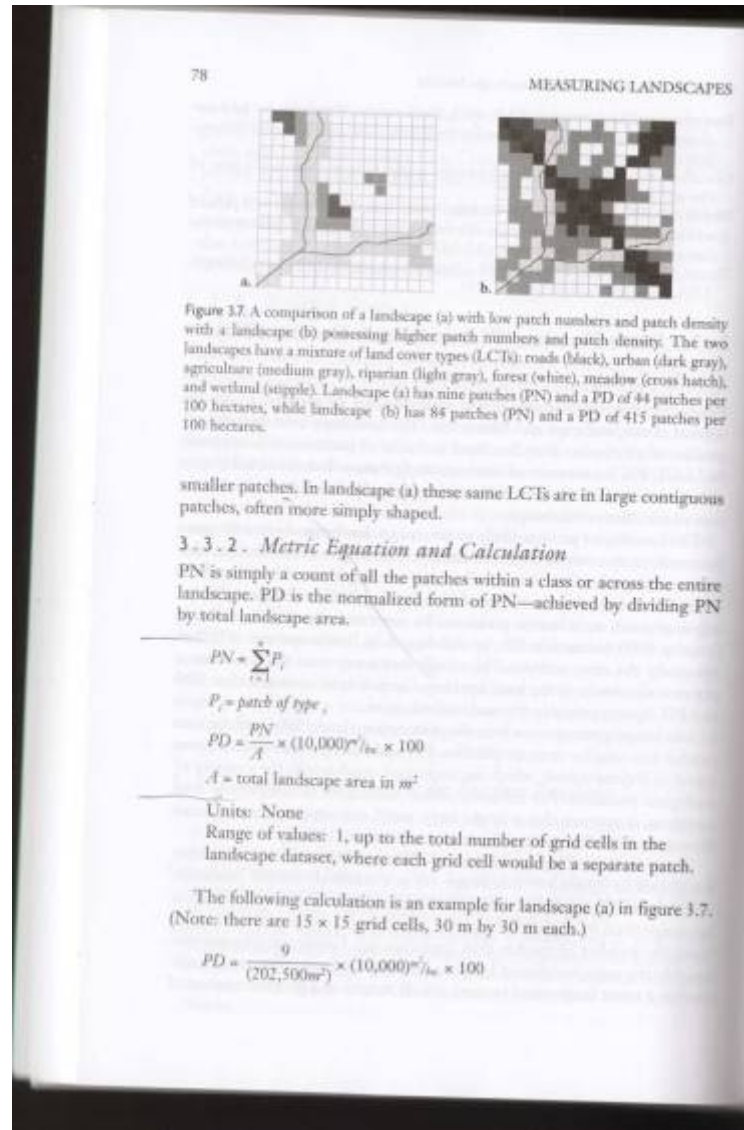 78
MEASURING LANDSCAPES
a.
b.
Figure 3.7. A comparison of a landscape (a) with low patch numbers and patch density
with a landscape (b) possessing higher patch numbers and patch density. The two
landscapes have a mixture of land cover types (LCTs): roads (black), urban (dark gray),
agriculture (medium gray), riparian (light gray), forest (white), meadow (cross hatch),
and wetland (stipple). Landscape (a) has nine patches (PN) and a PD of 44 patches per
100 hectares, while landscape (b) has 84 patches (PN) and a PD of 415 patches per
100 hectares.
smaller patches. In landscape (a) these same LCTs are in large contiguous
patches, often more simply shaped.
3.3.2. Metric Equation and Calculation
PN is simply a count of all the patches within a class or across the entire
landscape. PD is the normalized form of PN—achieved by dividing PN
by total landscape area.
PN = ∑ᵢ₌₁ⁿ Pᵢ
Pᵢ = patch of type ᵢ
PD = PN / A × (10,000)m²/ha × 100
A = total landscape area in m²
Units: None
Range of values: 1, up to the total number of grid cells in the
landscape dataset, where each grid cell would be a separate patch.
The following calculation is an example for landscape (a) in figure 3.7.
(Note: there are 15 × 15 grid cells, 30 m by 30 m each.)
PD = 9 / (202,500m²) × (10,000)m²/ha × 100